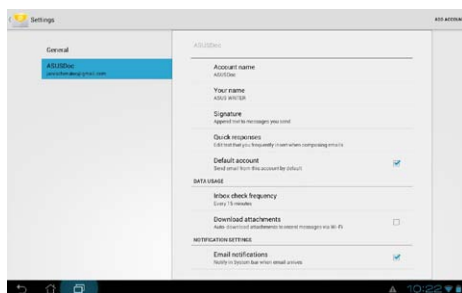 Settings
ADD ACCOUNT
General
ASUSDoc
ASUSDoc
Account name
ASUSDoc
Your name
ASUS WRITER
Signature
Append text to messages you send
Quick responses
Edit text that you frequently insert when composing emails
Default account
Send email from this account by default
DATA USAGE
Inbox check frequency
Every 15 minutes
Download attachments
Auto-download attachments to recent messages via Wi-Fi
NOTIFICATION SETTINGS
Email notifications
Notify in System bar when email arrives
10:22